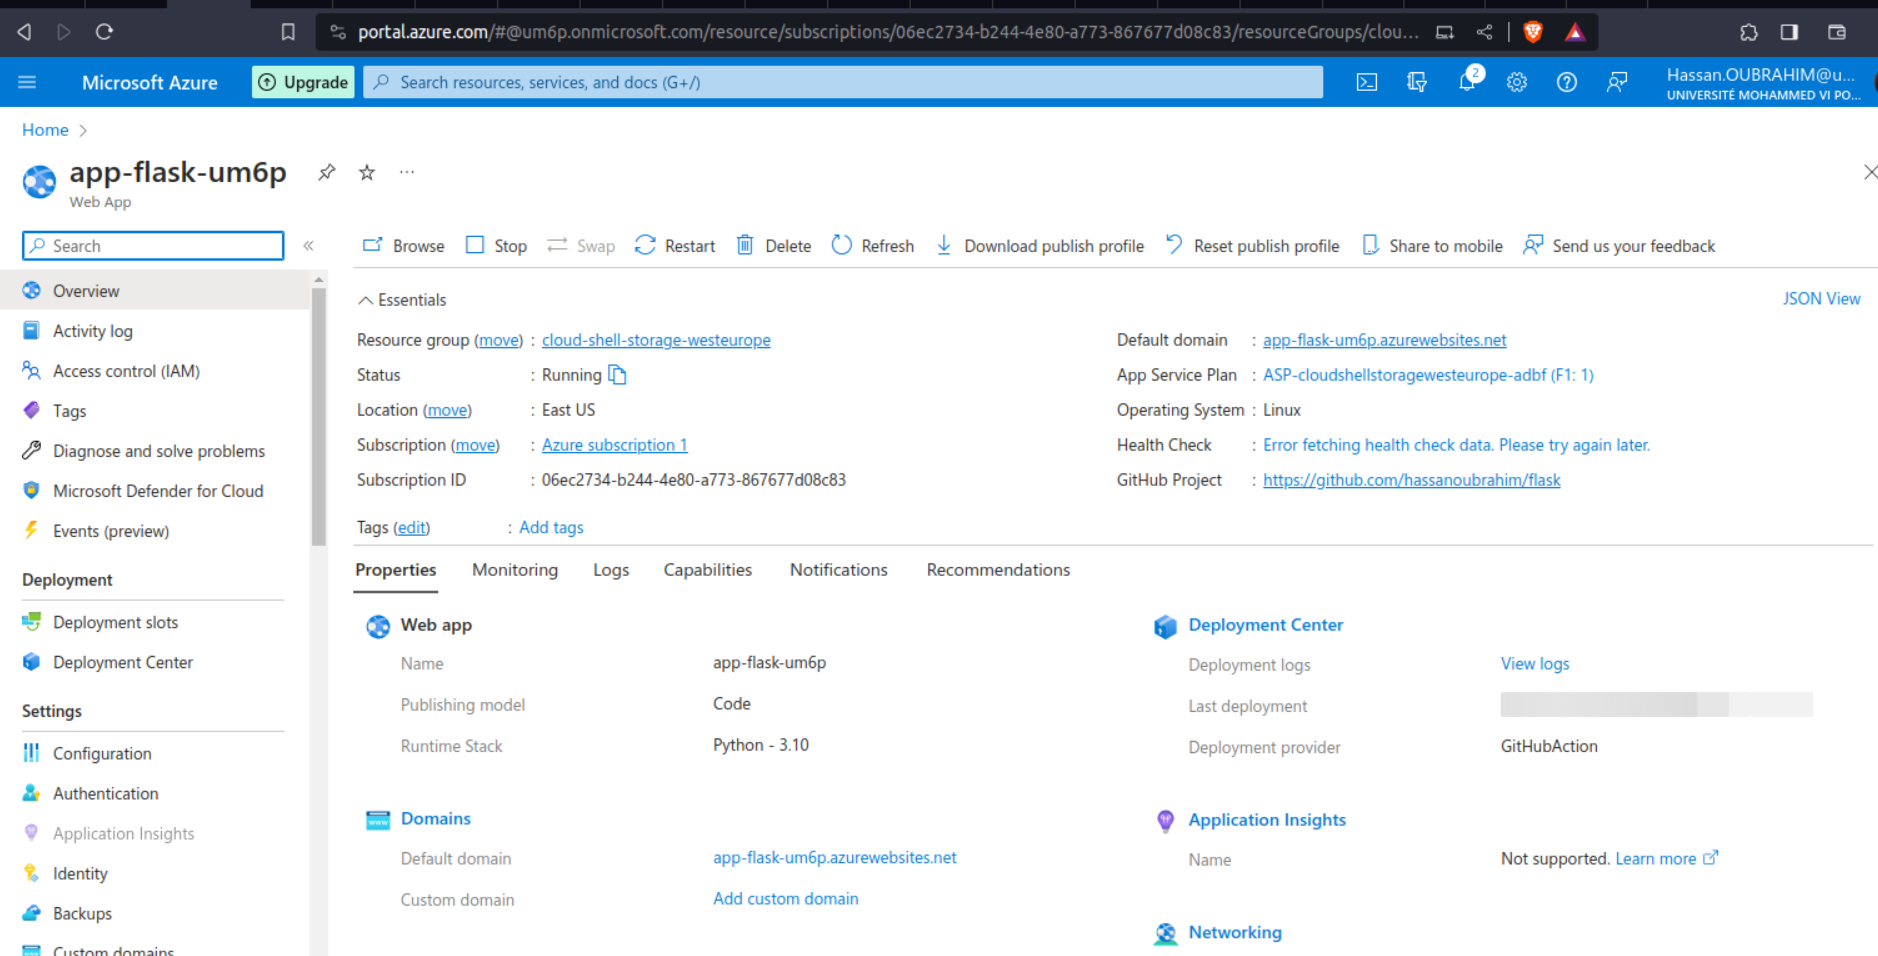 portal.azure.com/#@um6p.onmicrosoft.com/resource/subscriptions/06ec2734-b244-4e80-a773-867677d08c83/resourceGroups/clou...
Microsoft Azure
Upgrade
Search resources, services, and docs (G+/)
2
Hassan.OUBRAHIM@u...
UNIVERSITÉ MOHAMMED VI PO...
Home
app-flask-um6p
Web App
Search
Browse Stop Swap Restart Delete Refresh Download publish profile Reset publish profile Share to mobile Send us your feedback
Overview
Activity log
Access control (IAM)
Tags
Diagnose and solve problems
Microsoft Defender for Cloud
Events (preview)
Deployment
Deployment slots
Deployment Center
Settings
Configuration
Authentication
Application Insights
Identity
Backups
Custom domains
Essentials
JSON View
Resource group (move) : cloud-shell-storage-westeurope
Status : Running
Location (move) : East US
Subscription (move) : Azure subscription 1
Subscription ID : 06ec2734-b244-4e80-a773-867677d08c83
Default domain : app-flask-um6p.azurewebsites.net
App Service Plan : ASP-cloudshellstoragewesteurope-adbf (F1: 1)
Operating System : Linux
Health Check : Error fetching health check data. Please try again later.
GitHub Project : https://github.com/hassanoubrahim/flask
Tags (edit) : Add tags
Properties Monitoring Logs Capabilities Notifications Recommendations
Web app
Name app-flask-um6p
Publishing model Code
Runtime Stack Python - 3.10
Domains
Default domain app-flask-um6p.azurewebsites.net
Custom domain Add custom domain
Deployment Center
Deployment logs View logs
Last deployment
Deployment provider GitHubAction
Application Insights
Name Not supported. Learn more
Networking